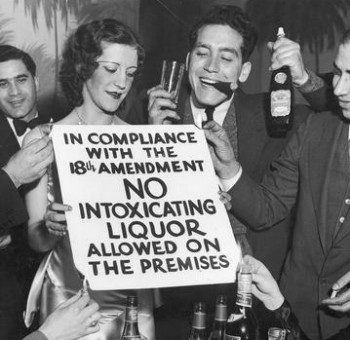 IN COMPLIANCE
WITH THE
18th AMENDMENT
NO
INTOXICATING
LIQUOR
ALLOWED ON
THE PREMISES